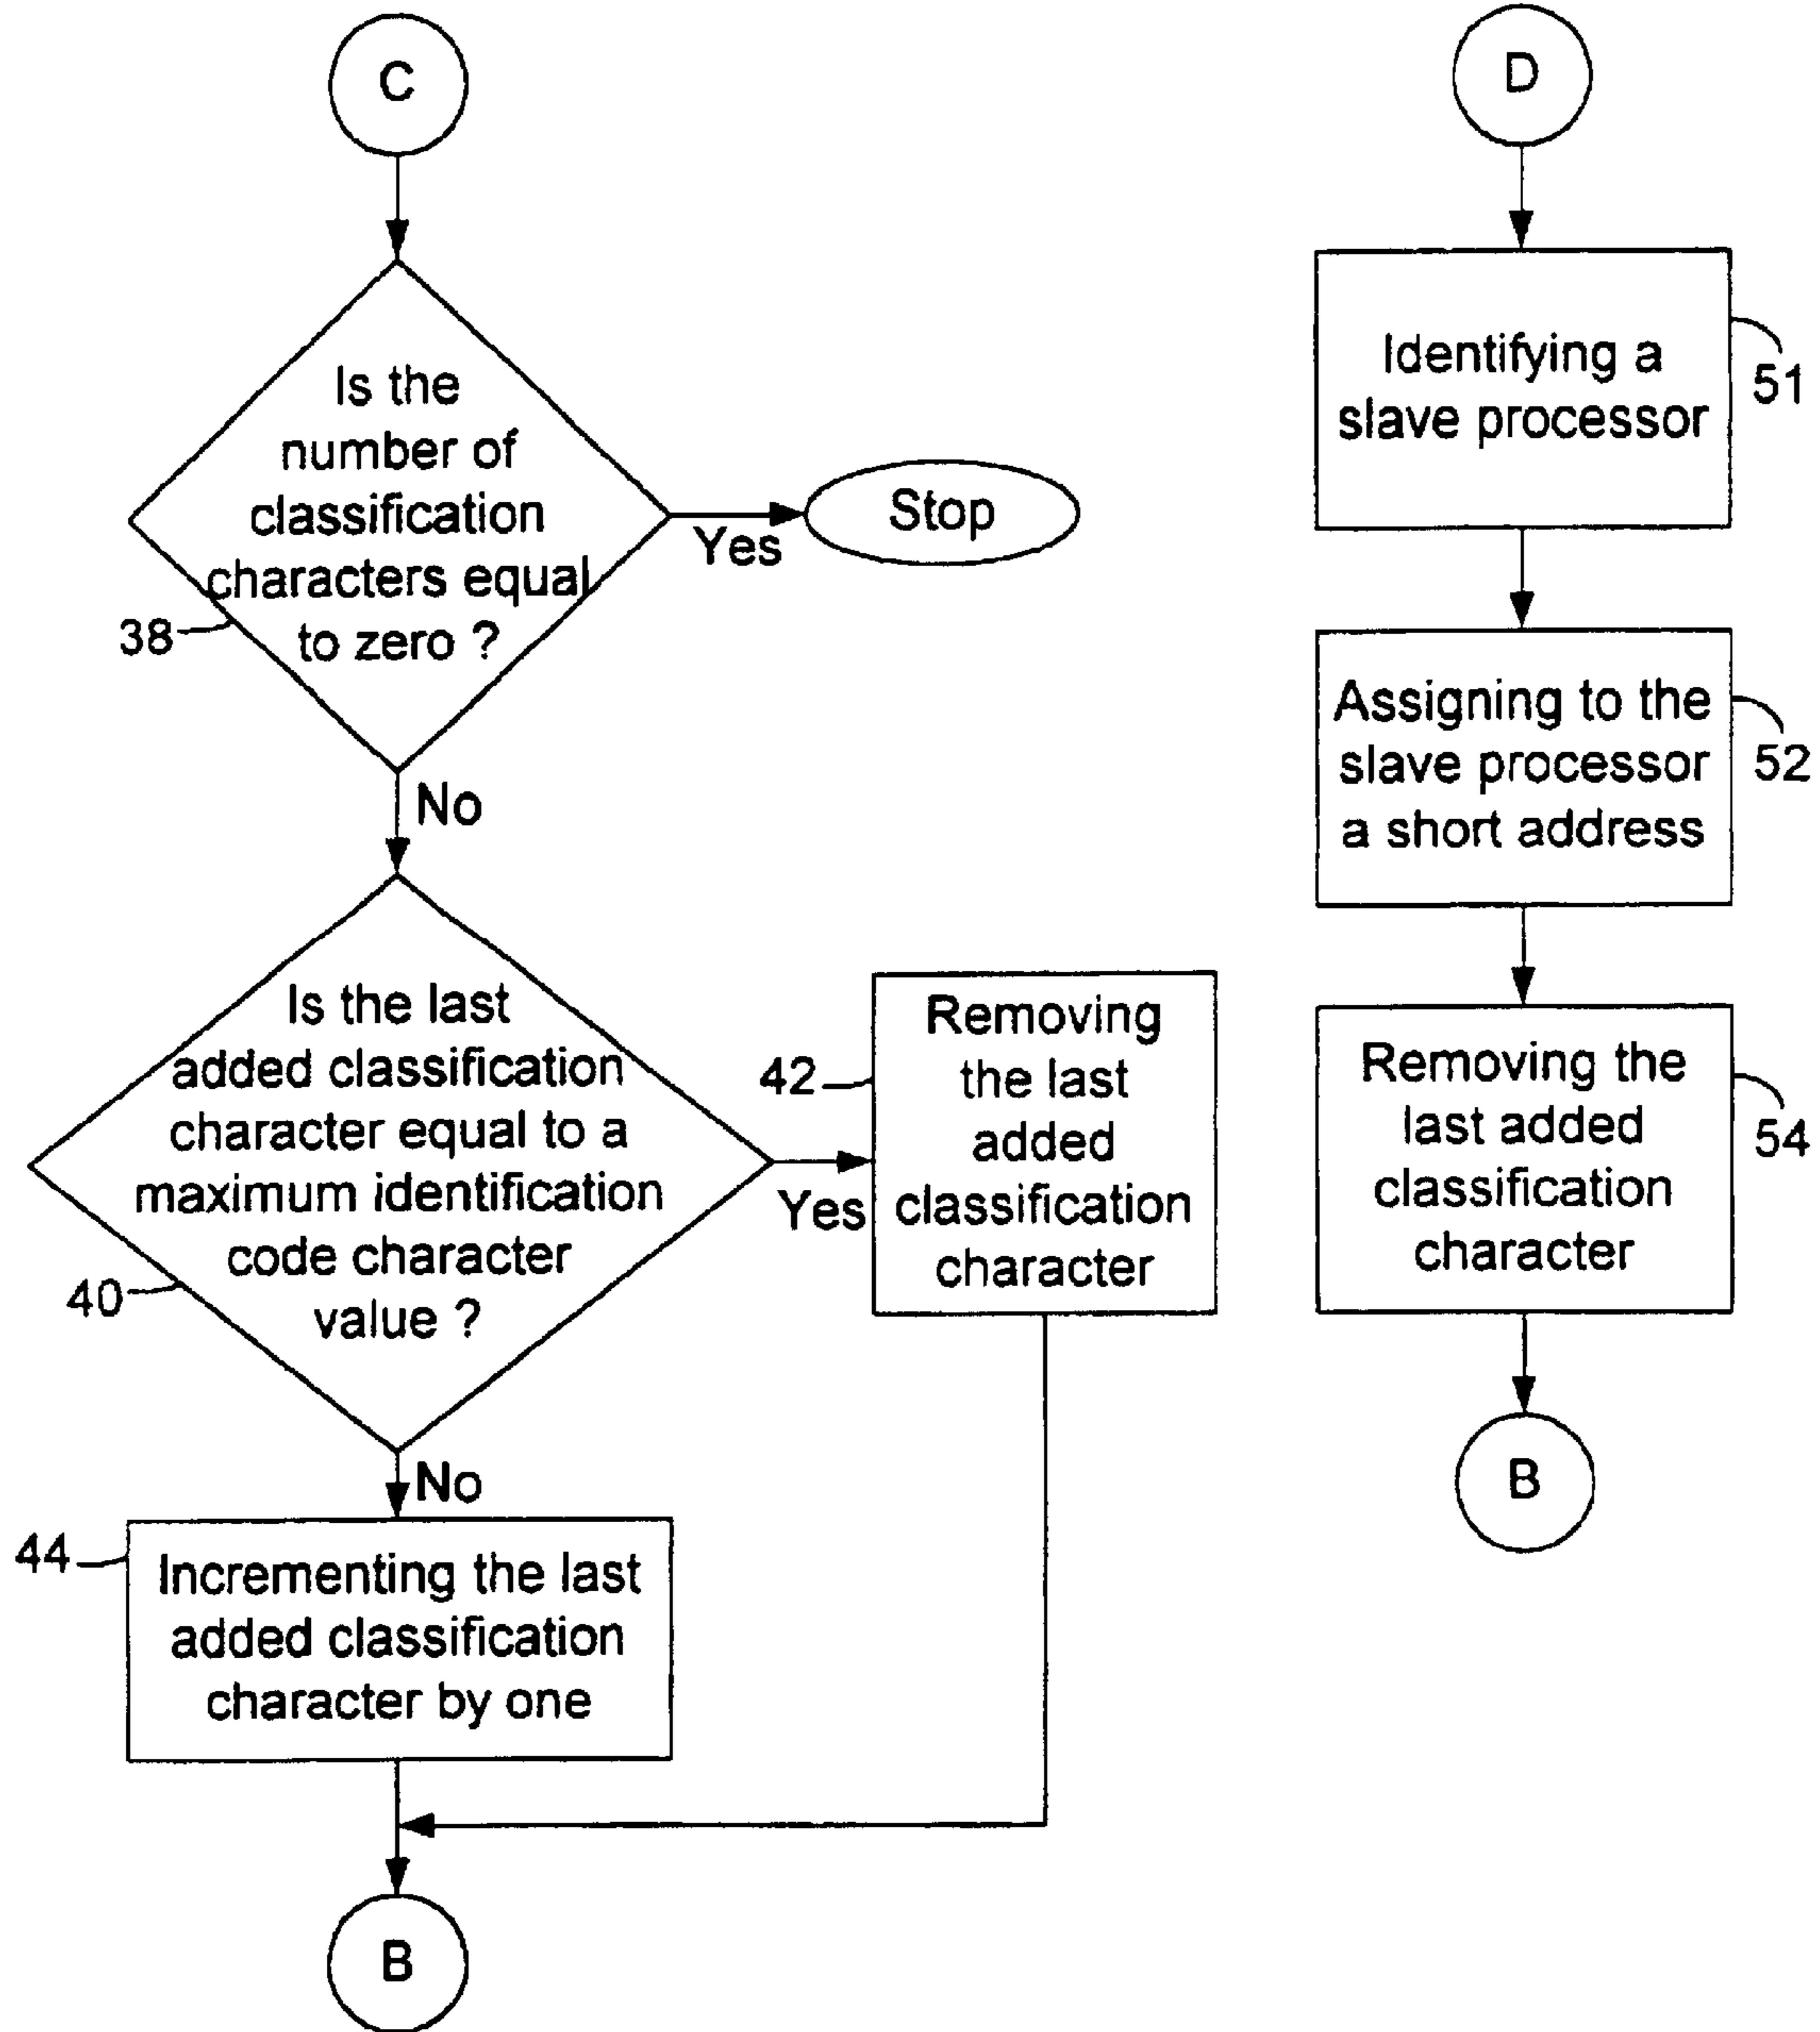 C
Is the
number of
classification
characters equal
to zero ?
38
Yes
Stop
No
Is the last
added classification
character equal to a
maximum identification
code character
value ?
40
Yes
42
Removing
the last
added
classification
character
No
44
Incrementing the last
added classification
character by one
B
D
Identifying a
slave processor
51
Assigning to the
slave processor
a short address
52
Removing the
last added
classification
character
54
B